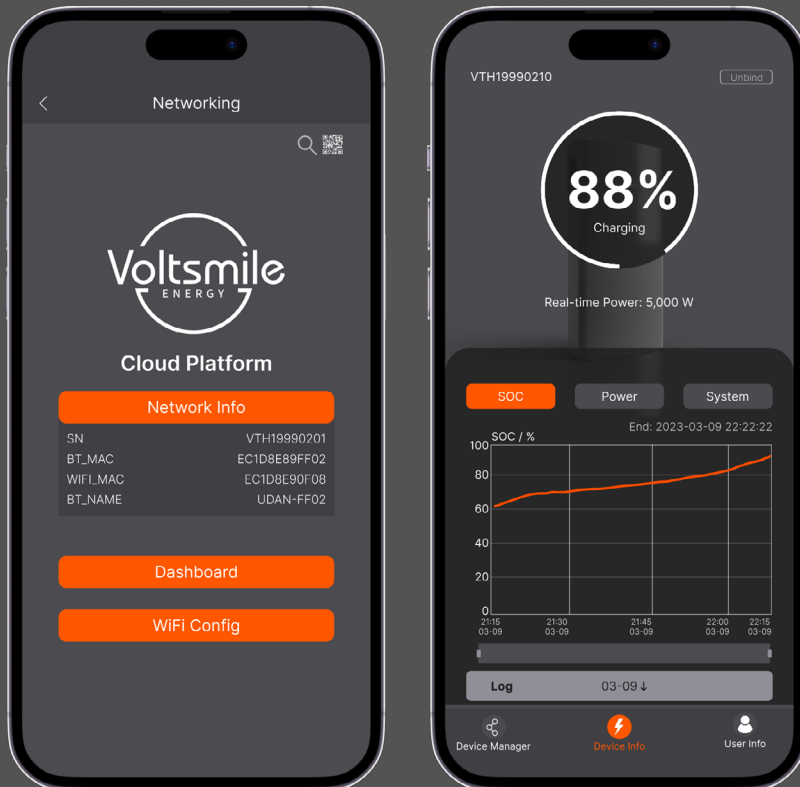 Networking
Voltsmile
ENERGY
Cloud Platform
Network Info
SN VTH19990201
BT_MAC EC1D8E89FF02
WIFI_MAC EC1D8E90F08
BT_NAME UDAN-FF02
Dashboard
WiFi Config
VTH19990210 Unbind
88%
Charging
Real-time Power: 5,000 W
SOC Power System
End: 2023-03-09 22:22:22
SOC / %
100
80
60
40
20
0
21:15 21:30 21:45 22:00 22:15
03-09 03-09 03-09 03-09 03-09
Log 03-09↓
Device Manager Device Info User Info